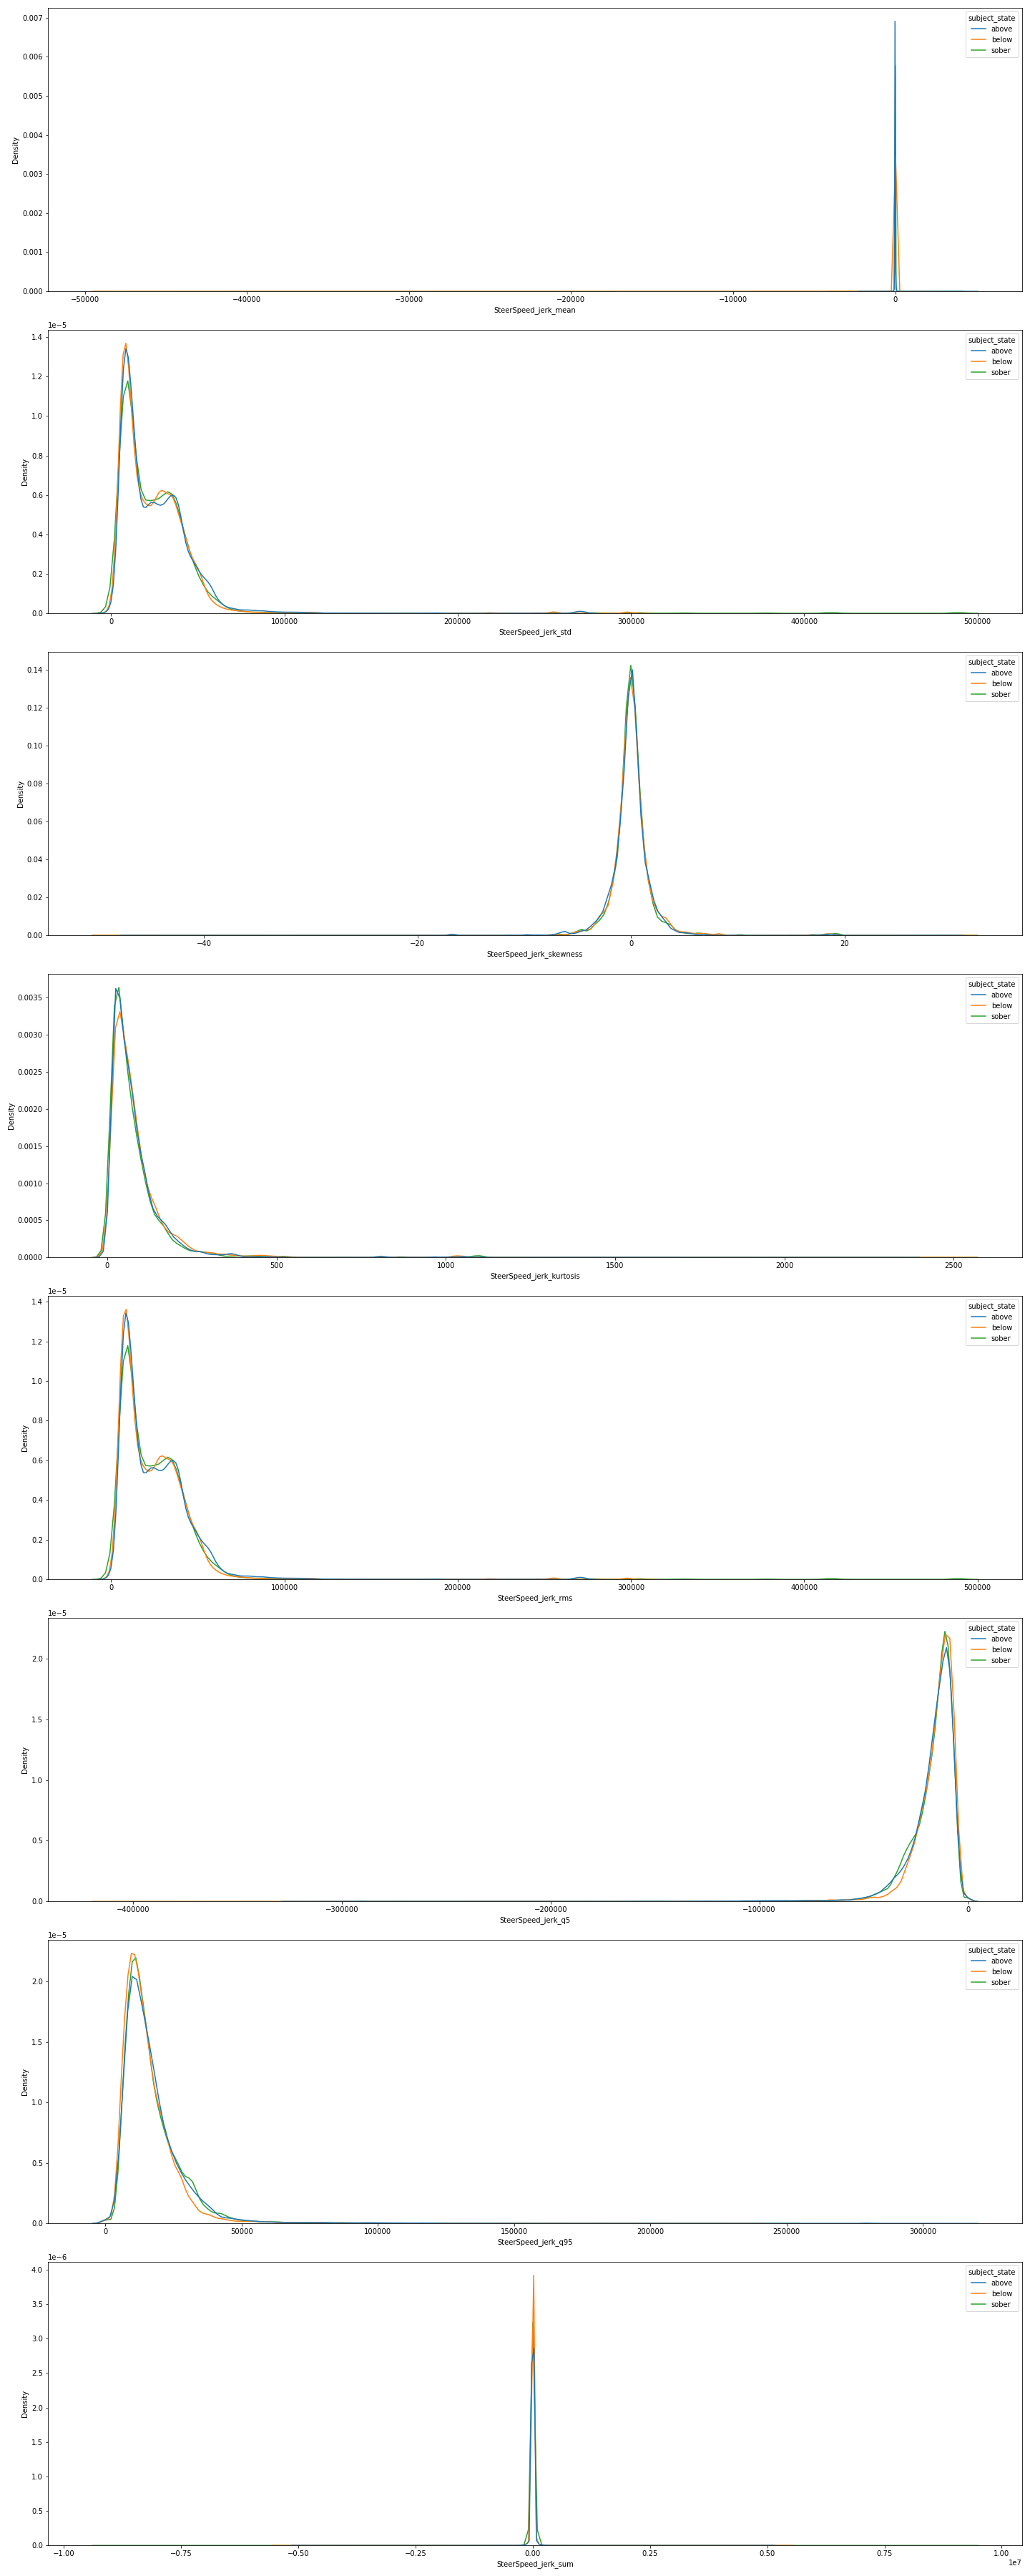 subject_state
above
below
sober
0.007
0.006
0.005
0.004
0.003
0.002
0.001
0.000
Density
−50000 −40000 −30000 −20000 −10000 0
SteerSpeed_jerk_mean
1e−5
subject_state
above
below
sober
1.4
1.2
1.0
0.8
0.6
0.4
0.2
0.0
Density
0 100000 200000 300000 400000 500000
SteerSpeed_jerk_std
subject_state
above
below
sober
0.14
0.12
0.10
0.08
0.06
0.04
0.02
0.00
Density
−40 −20 0 20
SteerSpeed_jerk_skewness
subject_state
above
below
sober
0.0035
0.0030
0.0025
0.0020
0.0015
0.0010
0.0005
0.0000
Density
0 500 1000 1500 2000 2500
SteerSpeed_jerk_kurtosis
1e−5
subject_state
above
below
sober
1.4
1.2
1.0
0.8
0.6
0.4
0.2
0.0
Density
0 100000 200000 300000 400000 500000
SteerSpeed_jerk_rms
1e−5
subject_state
above
below
sober
2.0
1.5
1.0
0.5
0.0
Density
−400000 −300000 −200000 −100000 0
SteerSpeed_jerk_q5
1e−5
subject_state
above
below
sober
2.0
1.5
1.0
0.5
0.0
Density
0 50000 100000 150000 200000 250000 300000
SteerSpeed_jerk_q95
1e−6
subject_state
above
below
sober
4.0
3.5
3.0
2.5
2.0
1.5
1.0
0.5
0.0
Density
−1.00 −0.75 −0.50 −0.25 0.00 0.25 0.50 0.75 1.00
1e7
SteerSpeed_jerk_sum